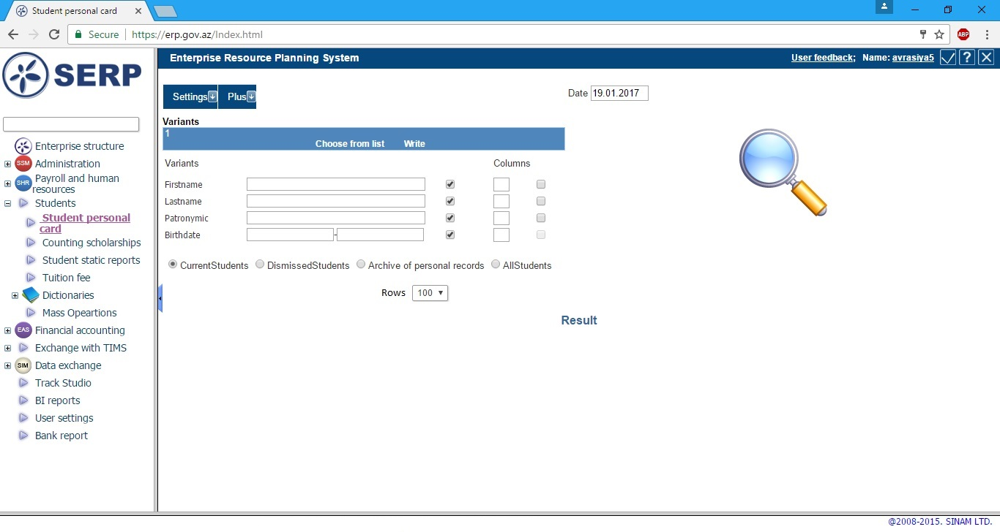 Student personal card
Secure
https://erp.gov.az/Index.html
ABP
SERP
Enterprise Resource Planning System
User feedback; Name: avrasiya5
?
Settings Plus
Date 19.01.2017
Variants
1
Choose from list Write
Variants Columns
Firstname
Lastname
Patronymic
Birthdate -
CurrentStudents DismissedStudents Archive of personal records AllStudents
Rows 100
Result
Enterprise structure
SSM Administration
SHR Payroll and human
resources
Students
Student personal
card
Counting scholarships
Student static reports
Tuition fee
Dictionaries
Mass Opeartions
EAS Financial accounting
Exchange with TIMS
SIM Data exchange
Track Studio
BI reports
User settings
Bank report
@2008-2015. SINAM LTD.